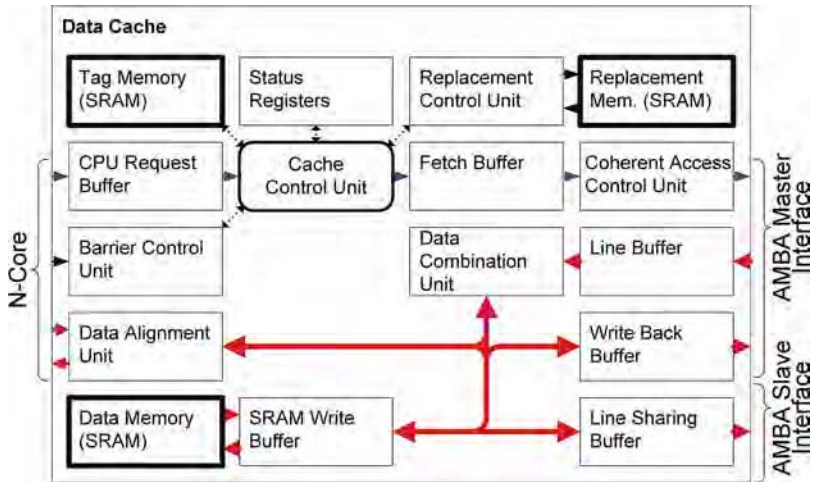 Data Cache
Tag Memory
(SRAM)
Status
Registers
Replacement
Control Unit
Replacement
Mem. (SRAM)
CPU Request
Buffer
Cache
Control Unit
Fetch Buffer
Coherent Access
Control Unit
Barrier Control
Unit
Data
Combination
Unit
Line Buffer
Data Alignment
Unit
Write Back
Buffer
Data Memory
(SRAM)
SRAM Write
Buffer
Line Sharing
Buffer
N-Core
AMBA Master
Interface
AMBA Slave
Interface